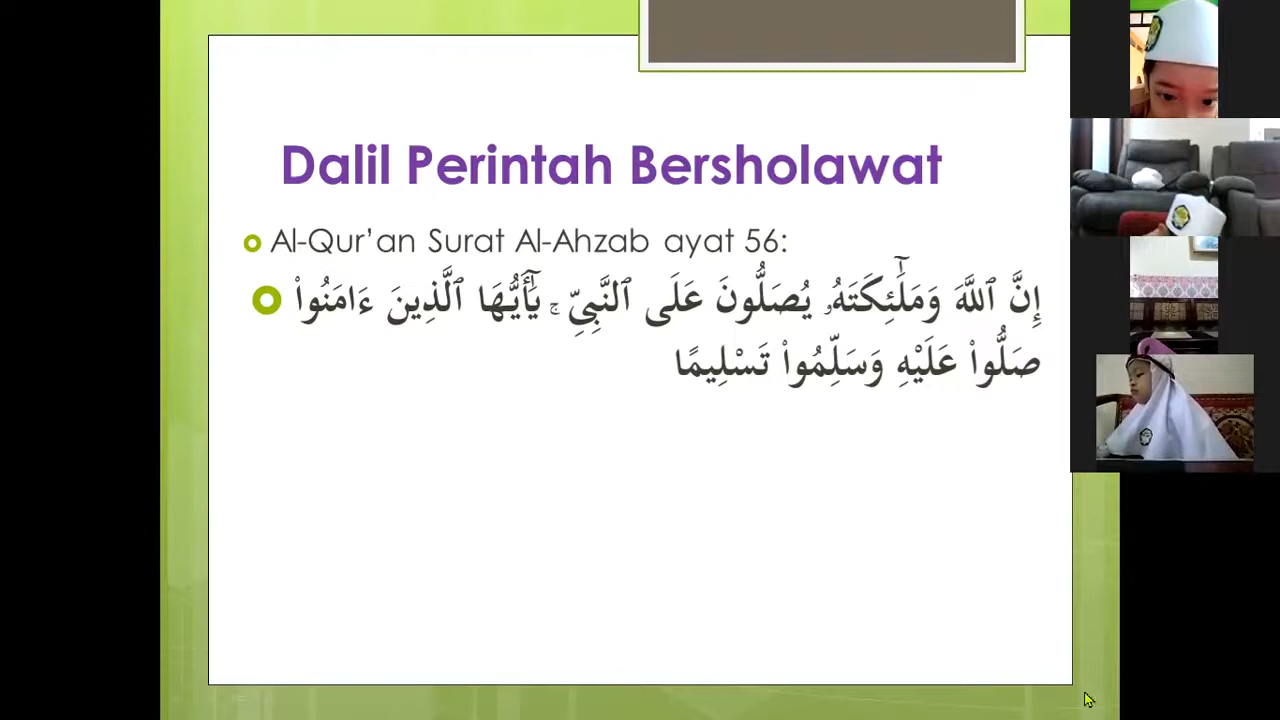 Dalil Perintah Bersholawat
Al-Qur’an Surat Al-Ahzab ayat 56:
إِنَّ ٱللَّهَ وَمَلَٰٓئِكَتَهُۥ يُصَلُّونَ عَلَى ٱلنَّبِىِّ ۚ يَٰٓأَيُّهَا ٱلَّذِينَ ءَامَنُوا۟
صَلُّوا۟ عَلَيْهِ وَسَلِّمُوا۟ تَسْلِيمًا